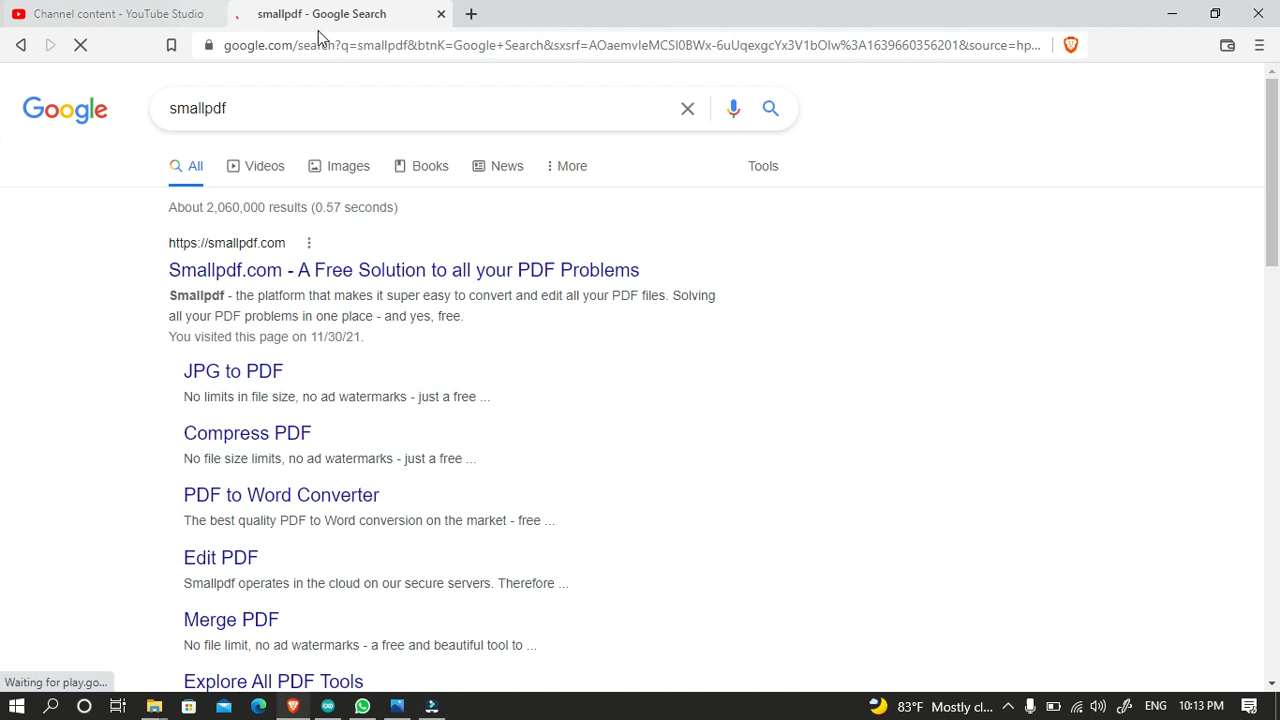 Channel content - YouTube Studio
smallpdf - Google Search
google.com/search?q=smallpdf&btnK=Google+Search&sxsrf=AOaemvleMCSI0BWx-6uUqexgcYx3V1bOlw%3A1639660356201&source=hp...
Google
smallpdf
All
Videos
Images
Books
News
More
Tools
About 2,060,000 results (0.57 seconds)
https://smallpdf.com
Smallpdf.com - A Free Solution to all your PDF Problems
Smallpdf - the platform that makes it super easy to convert and edit all your PDF files. Solving
all your PDF problems in one place - and yes, free.
You visited this page on 11/30/21.
JPG to PDF
No limits in file size, no ad watermarks - just a free ...
Compress PDF
No file size limits, no ad watermarks - just a free ...
PDF to Word Converter
The best quality PDF to Word conversion on the market - free ...
Edit PDF
Smallpdf operates in the cloud on our secure servers. Therefore ...
Merge PDF
No file limit, no ad watermarks - a free and beautiful tool to ...
Explore All PDF Tools
Waiting for play.go...
83°F Mostly cl...
ENG
10:13 PM